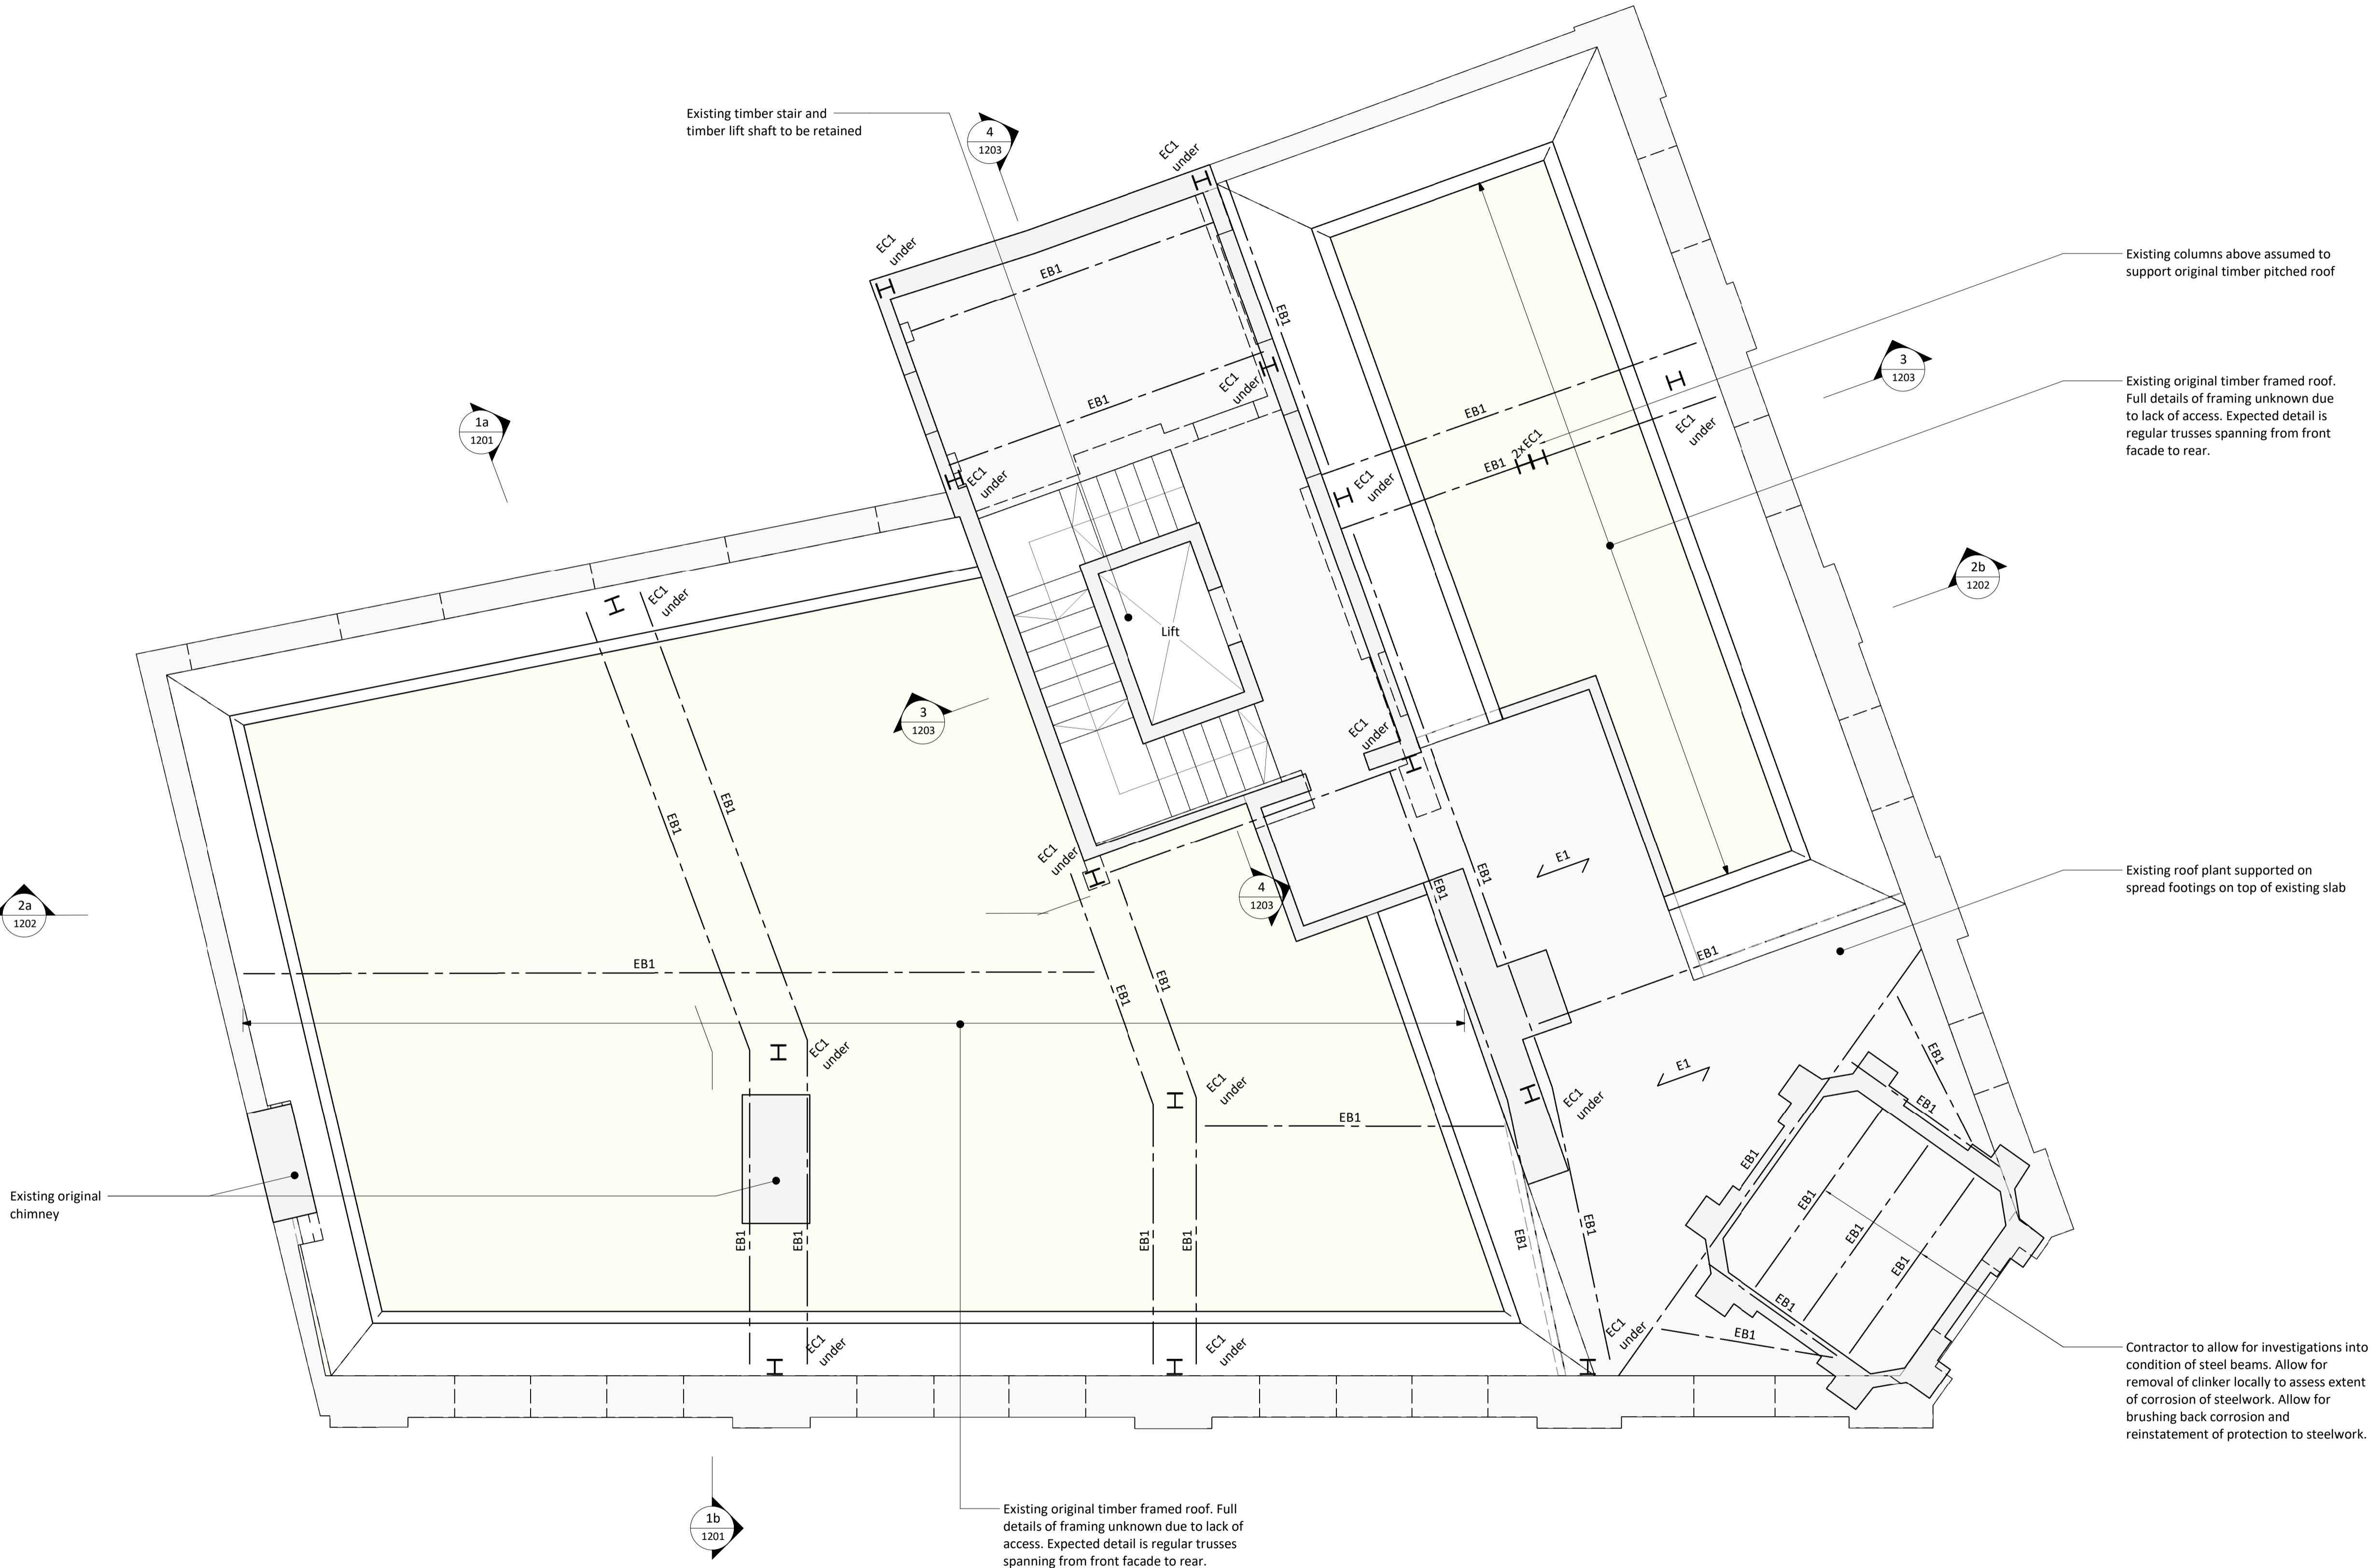 Existing timber stair and
timber lift shaft to be retained
4
1203
EC1
under
EC1
under
EB1
EB1
Existing columns above assumed to
support original timber pitched roof
3
1203
EC1
under
EB1
EB1
Existing original timber framed roof.
Full details of framing unknown due
to lack of access. Expected detail is
regular trusses spanning from front
facade to rear.
1a
1201
EC1
under
2xEC1
EB1
EC1
under
EC1
under
EB1
2b
1202
EC1
under
Lift
3
1203
EC1
under
EB1
EB1
EC1
under
4
1203
E1
EB1
EB1
Existing roof plant supported on
spread footings on top of existing slab
2a
1202
EB1
EB1
EB1
EB1
EC1
under
EC1
under
EC1
under
E1
EB1
EB1
EB1
EB1
Existing original
chimney
EB1
EB1
EB1
EB1
EB1
EB1
EB1
EB1
EB1
EB1
EB1
EC1
under
EC1
under
EC1
under
Contractor to allow for investigations into
condition of steel beams. Allow for
removal of clinker locally to assess extent
of corrosion of steelwork. Allow for
brushing back corrosion and
reinstatement of protection to steelwork.
1b
1201
Existing original timber framed roof. Full
details of framing unknown due to lack of
access. Expected detail is regular trusses
spanning from front facade to rear.